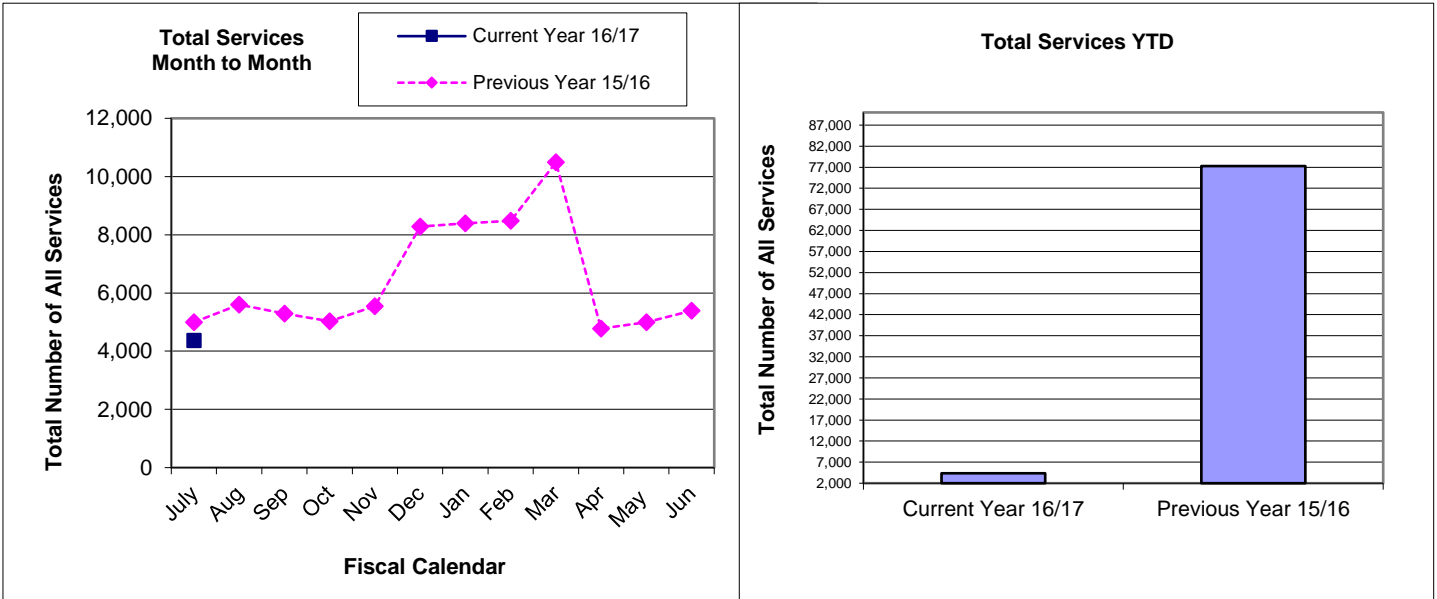 Total Services
Month to Month
Current Year 16/17
Previous Year 15/16
Total Number of All Services
12,000
10,000
8,000
6,000
4,000
2,000
0
July
Aug
Sep
Oct
Nov
Dec
Jan
Feb
Mar
Apr
May
Jun
Fiscal Calendar
Total Services YTD
Total Number of All Services
87,000
82,000
77,000
72,000
67,000
62,000
57,000
52,000
47,000
42,000
37,000
32,000
27,000
22,000
17,000
12,000
7,000
2,000
Current Year 16/17
Previous Year 15/16